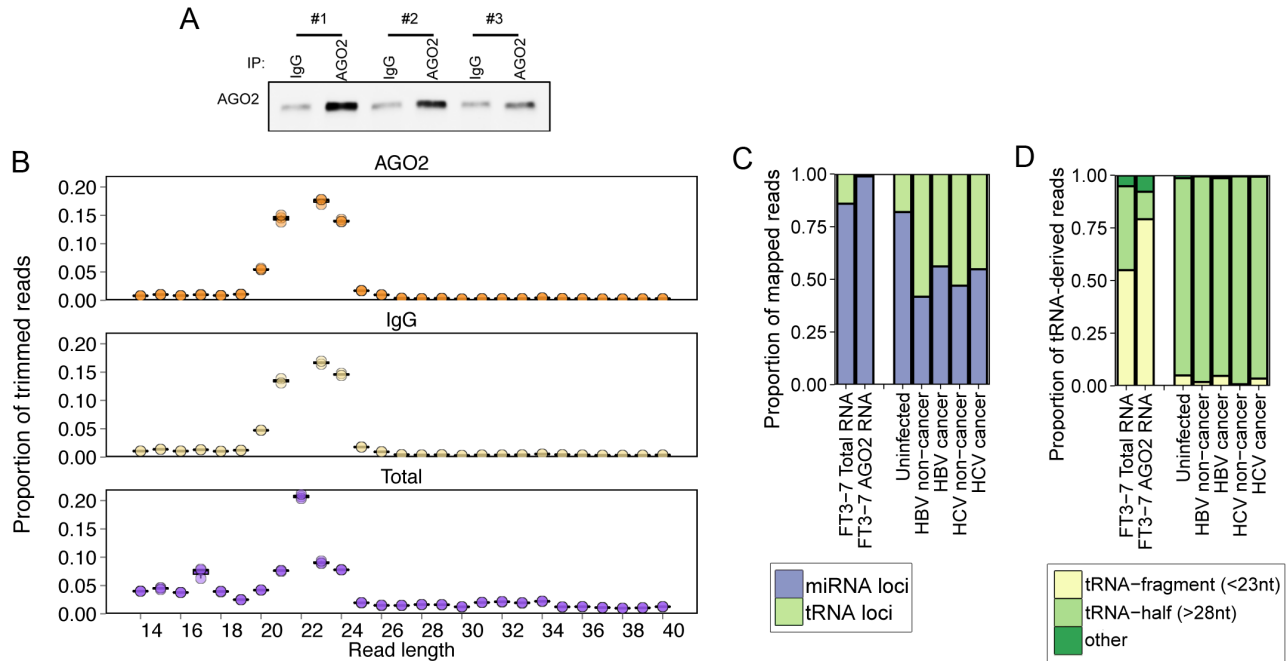 A
#1 #2 #3
IP: IgG AGO2 IgG AGO2 IgG AGO2
AGO2
B
AGO2
0.20
0.15
0.10
0.05
0.00
IgG
0.20
0.15
0.10
0.05
0.00
Total
0.20
0.15
0.10
0.05
0.00
Proportion of trimmed reads
14 16 18 20 22 24 26 28 30 32 34 36 38 40
Read length
C
Proportion of mapped reads
1.00
0.75
0.50
0.25
0.00
FT3-7 Total RNA
FT3-7 AGO2 RNA
Uninfected
HBV non-cancer
HBV cancer
HCV non-cancer
HCV cancer
miRNA loci
tRNA loci
D
Proportion of tRNA-derived reads
1.00
0.75
0.50
0.25
0.00
FT3-7 Total RNA
FT3-7 AGO2 RNA
Uninfected
HBV non-cancer
HBV cancer
HCV non-cancer
HCV cancer
tRNA-fragment (<23nt)
tRNA-half (>28nt)
other